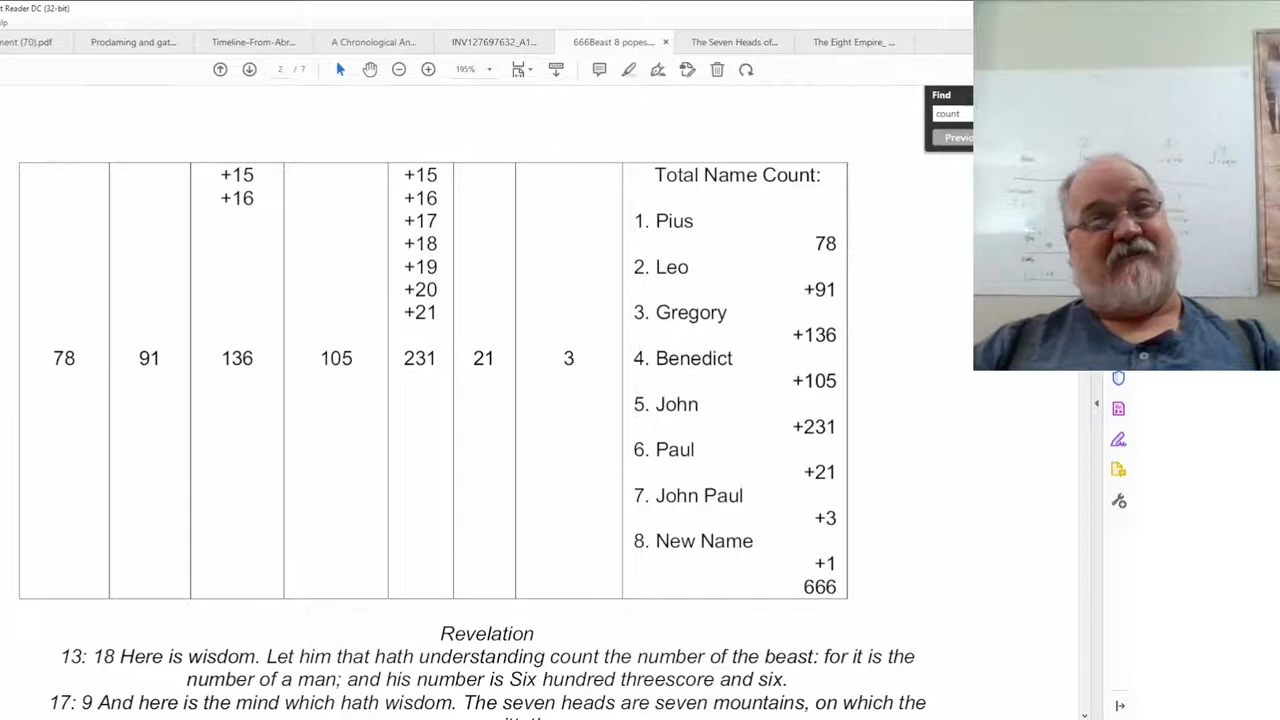 t Reader DC (32-bit)
lp
ment (70).pdf
Proclaming and gat...
Timeline-From-Abr...
A Chronological An...
INV127697632_A1...
666Beast 8 popes.... ×
The Seven Heads of...
The Eight Empire_ ...
2 / 7
195%
Find
count
Previo
+15
+16
+15
+16
+17
+18
+19
+20
+21
78 91 136 105 231 21 3
Total Name Count:
1. Pius
78
2. Leo
+91
3. Gregory
+136
4. Benedict
+105
5. John
+231
6. Paul
+21
7. John Paul
+3
8. New Name
+1
666
Revelation
13: 18 Here is wisdom. Let him that hath understanding count the number of the beast: for it is the
number of a man; and his number is Six hundred threescore and six.
17: 9 And here is the mind which hath wisdom. The seven heads are seven mountains, on which the